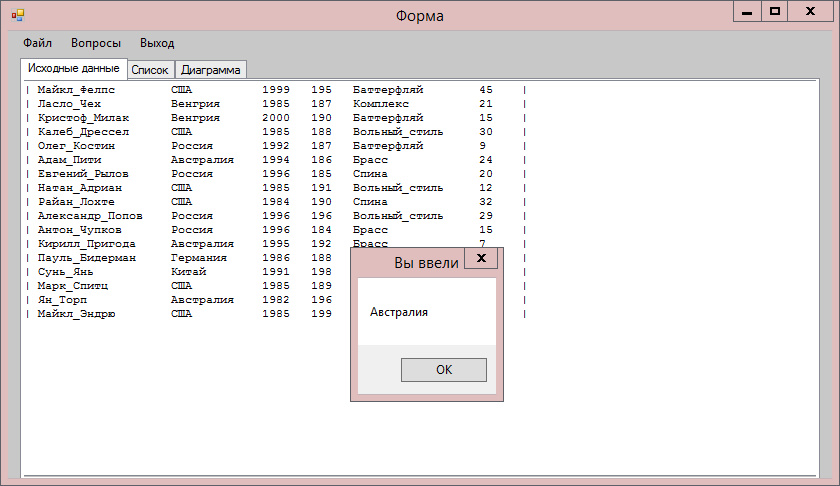 Форма
Файл Вопросы Выход
Исходные данные Список Диаграмма
| Майкл_Фелпс США 1999 195 Баттерфляй 45 |
| Ласло_Чех Венгрия 1985 187 Комплекс 21 |
| Кристоф_Милак Венгрия 2000 190 Баттерфляй 15 |
| Калеб_Дрессел США 1985 188 Вольный_стиль 30 |
| Олег_Костин Россия 1992 187 Баттерфляй 9 |
| Адам_Пити Австралия 1994 186 Брасс 24 |
| Евгений_Рылов Россия 1996 185 Спина 20 |
| Натан_Адриан США 1985 191 Вольный_стиль 12 |
| Райан_Лохте США 1984 190 Спина 32 |
| Александр_Попов Россия 1996 196 Вольный_стиль 29 |
| Антон_Чупков Россия 1996 184 Брасс 15 |
| Кирилл_Пригода Австралия 1995 192 Брасс 7 |
| Пауль_Бидерман Германия 1986 188 |
| Сунь_Янь Китай 1991 198 |
| Марк_Спитц США 1985 189 |
| Ян_Торп Австралия 1982 196 |
| Майкл_Эндрю США 1985 199 |
Вы ввели
Австралия
OK